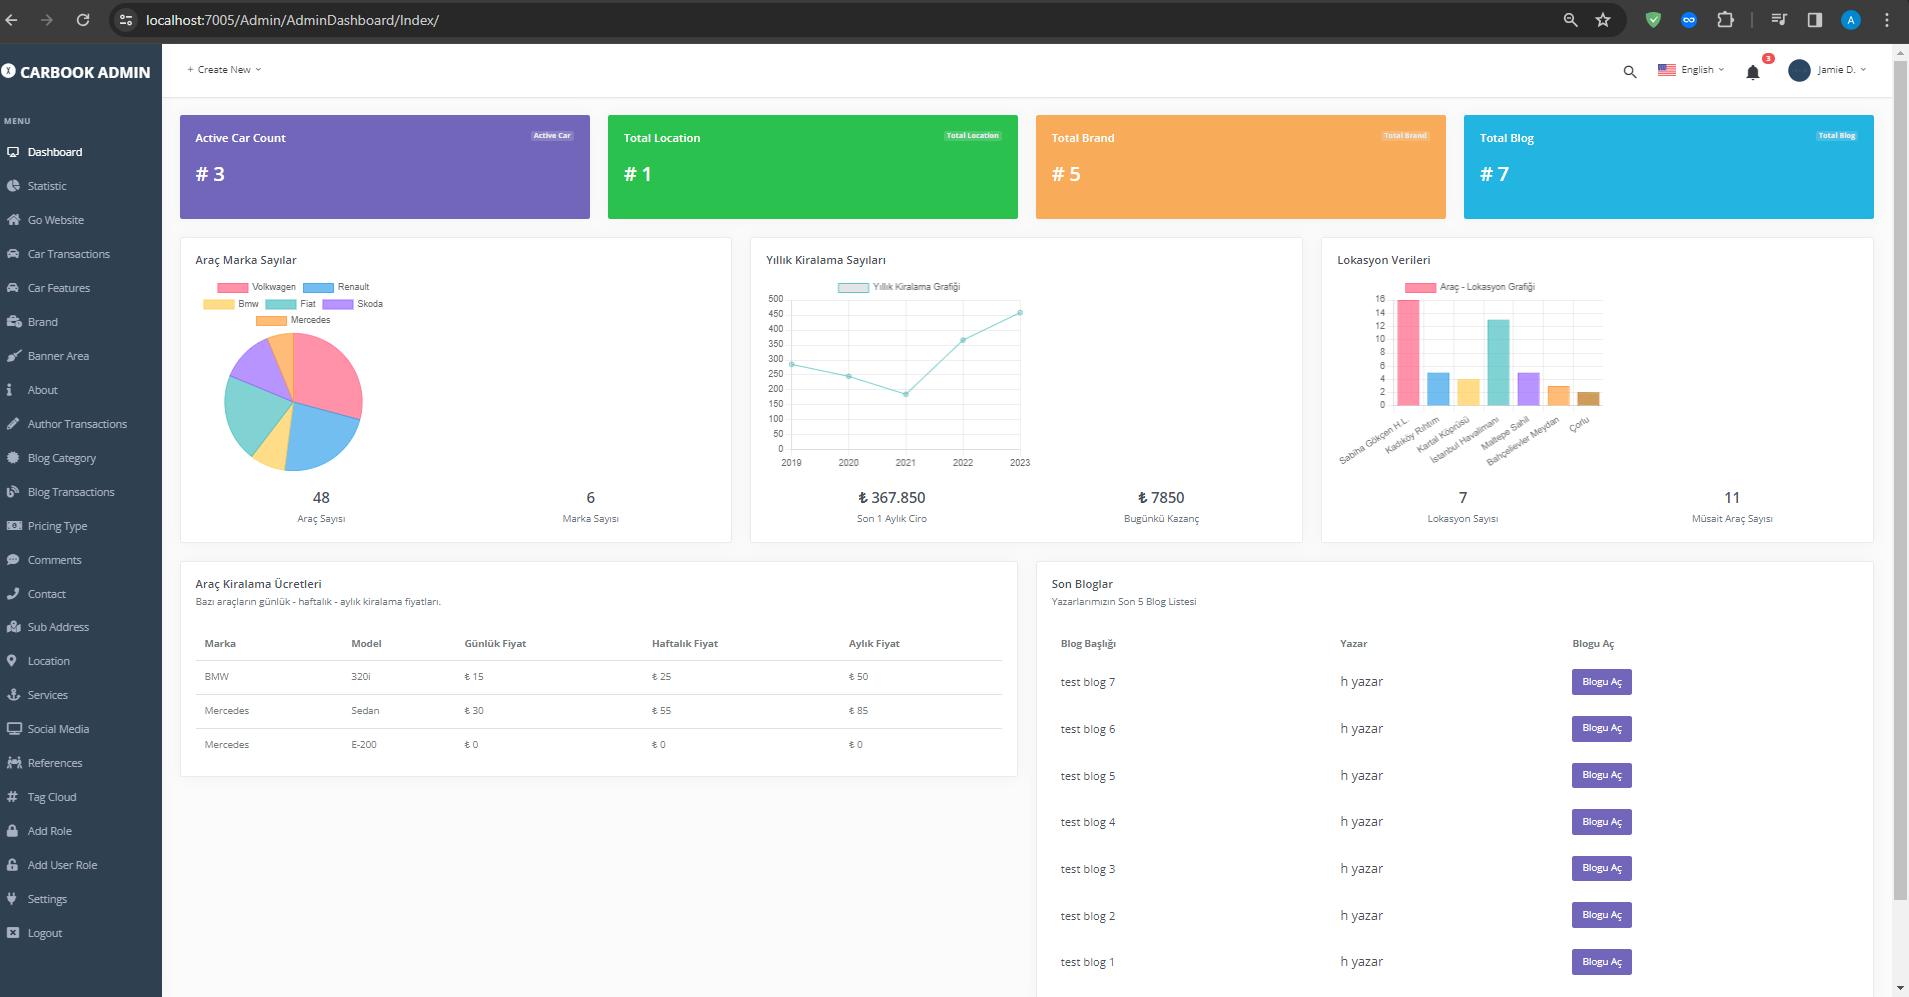 localhost:7005/Admin/AdminDashboard/Index/
A
CARBOOK ADMIN
MENU
Dashboard
Statistic
Go Website
Car Transactions
Car Features
Brand
Banner Area
About
Author Transactions
Blog Category
Blog Transactions
Pricing Type
Comments
Contact
Sub Address
Location
Services
Social Media
References
Tag Cloud
Add Role
Add User Role
Settings
Logout
+ Create New
English
3
Jamie D.
Active Car Count
Active Car
# 3
Total Location
Total Location
# 1
Total Brand
Total Brand
# 5
Total Blog
Total Blog
# 7
Araç Marka Sayılar
Volkwagen Renault
Bmw Fiat Skoda
Mercedes
48
Araç Sayısı
6
Marka Sayısı
Yıllık Kiralama Sayıları
Yıllık Kiralama Grafiği
500
450
400
350
300
250
200
150
100
50
0
2019 2020 2021 2022 2023
₺ 367.850
Son 1 Aylık Ciro
₺ 7850
Bugünkü Kazanç
Lokasyon Verileri
Araç - Lokasyon Grafiği
16
14
12
10
8
6
4
2
0
Sabiha Gökçen H.L.
Kadıköy Rıhtım
Kartal Köprüsü
İstanbul Havalimanı
Maltepe Sahil
Bahçelievler Meydan
Çorlu
7
Lokasyon Sayısı
11
Müsait Araç Sayısı
Araç Kiralama Ücretleri
Bazı araçların günlük - haftalık - aylık kiralama fiyatları.
Marka Model Günlük Fiyat Haftalık Fiyat Aylık Fiyat
BMW 320i ₺ 15 ₺ 25 ₺ 50
Mercedes Sedan ₺ 30 ₺ 55 ₺ 85
Mercedes E-200 ₺ 0 ₺ 0 ₺ 0
Son Bloglar
Yazarlarımızın Son 5 Blog Listesi
Blog Başlığı Yazar Blogu Aç
test blog 7 h yazar Blogu Aç
test blog 6 h yazar Blogu Aç
test blog 5 h yazar Blogu Aç
test blog 4 h yazar Blogu Aç
test blog 3 h yazar Blogu Aç
test blog 2 h yazar Blogu Aç
test blog 1 h yazar Blogu Aç